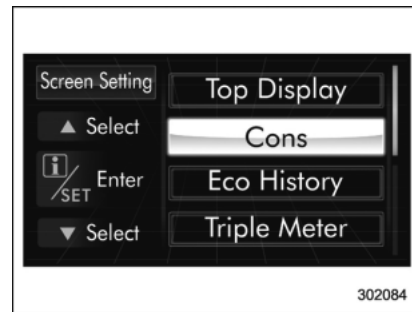 Screen Setting
▲ Select
i/SET Enter
▼ Select
Top Display
Cons
Eco History
Triple Meter
302084